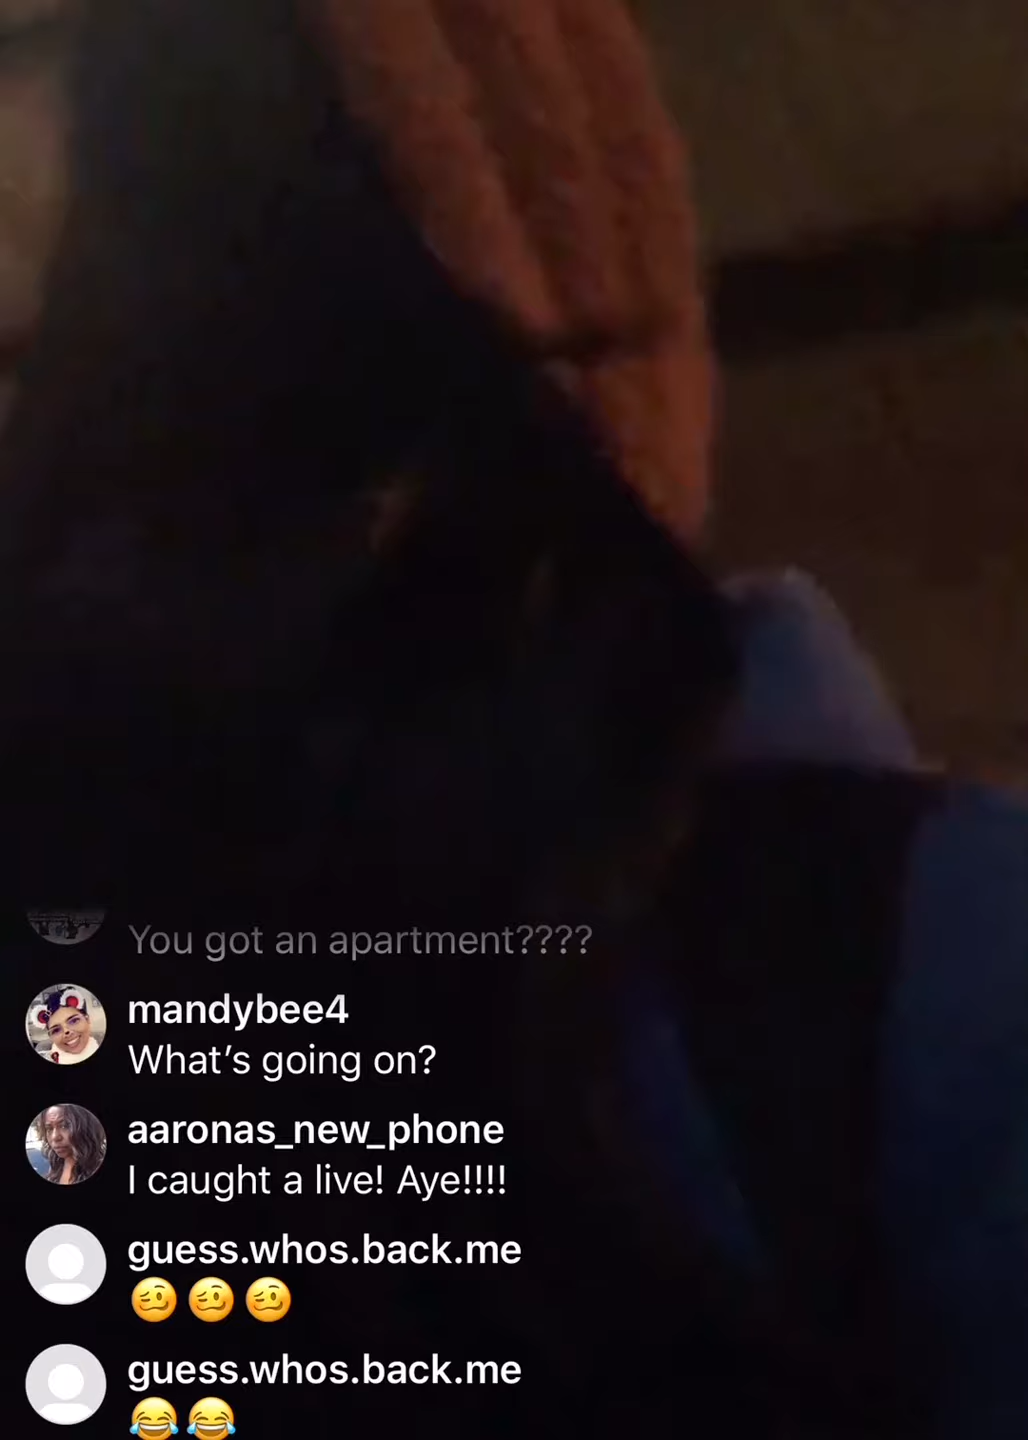 You got an apartment????
mandybee4
What's going on?
aaronas_new_phone
I caught a live! Aye!!!!
guess.whos.back.me
🥴🥴🥴
guess.whos.back.me
😂😂